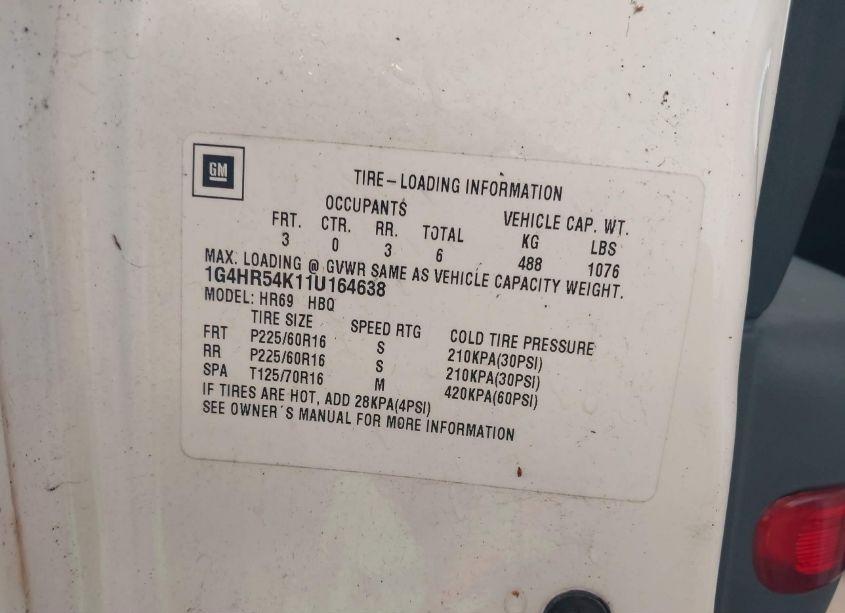 GM
TIRE-LOADING INFORMATION
OCCUPANTS VEHICLE CAP. WT.
FRT. CTR. RR. TOTAL KG LBS
3 0 3 6 488 1076
MAX. LOADING @ GVWR SAME AS VEHICLE CAPACITY WEIGHT.
1G4HR54K11U164638
MODEL: HR69 HBQ
TIRE SIZE SPEED RTG COLD TIRE PRESSURE
FRT P225/60R16 S 210KPA(30PSI)
RR P225/60R16 S 210KPA(30PSI)
SPA T125/70R16 M 420KPA(60PSI)
IF TIRES ARE HOT, ADD 28KPA(4PSI)
SEE OWNER'S MANUAL FOR MORE INFORMATION